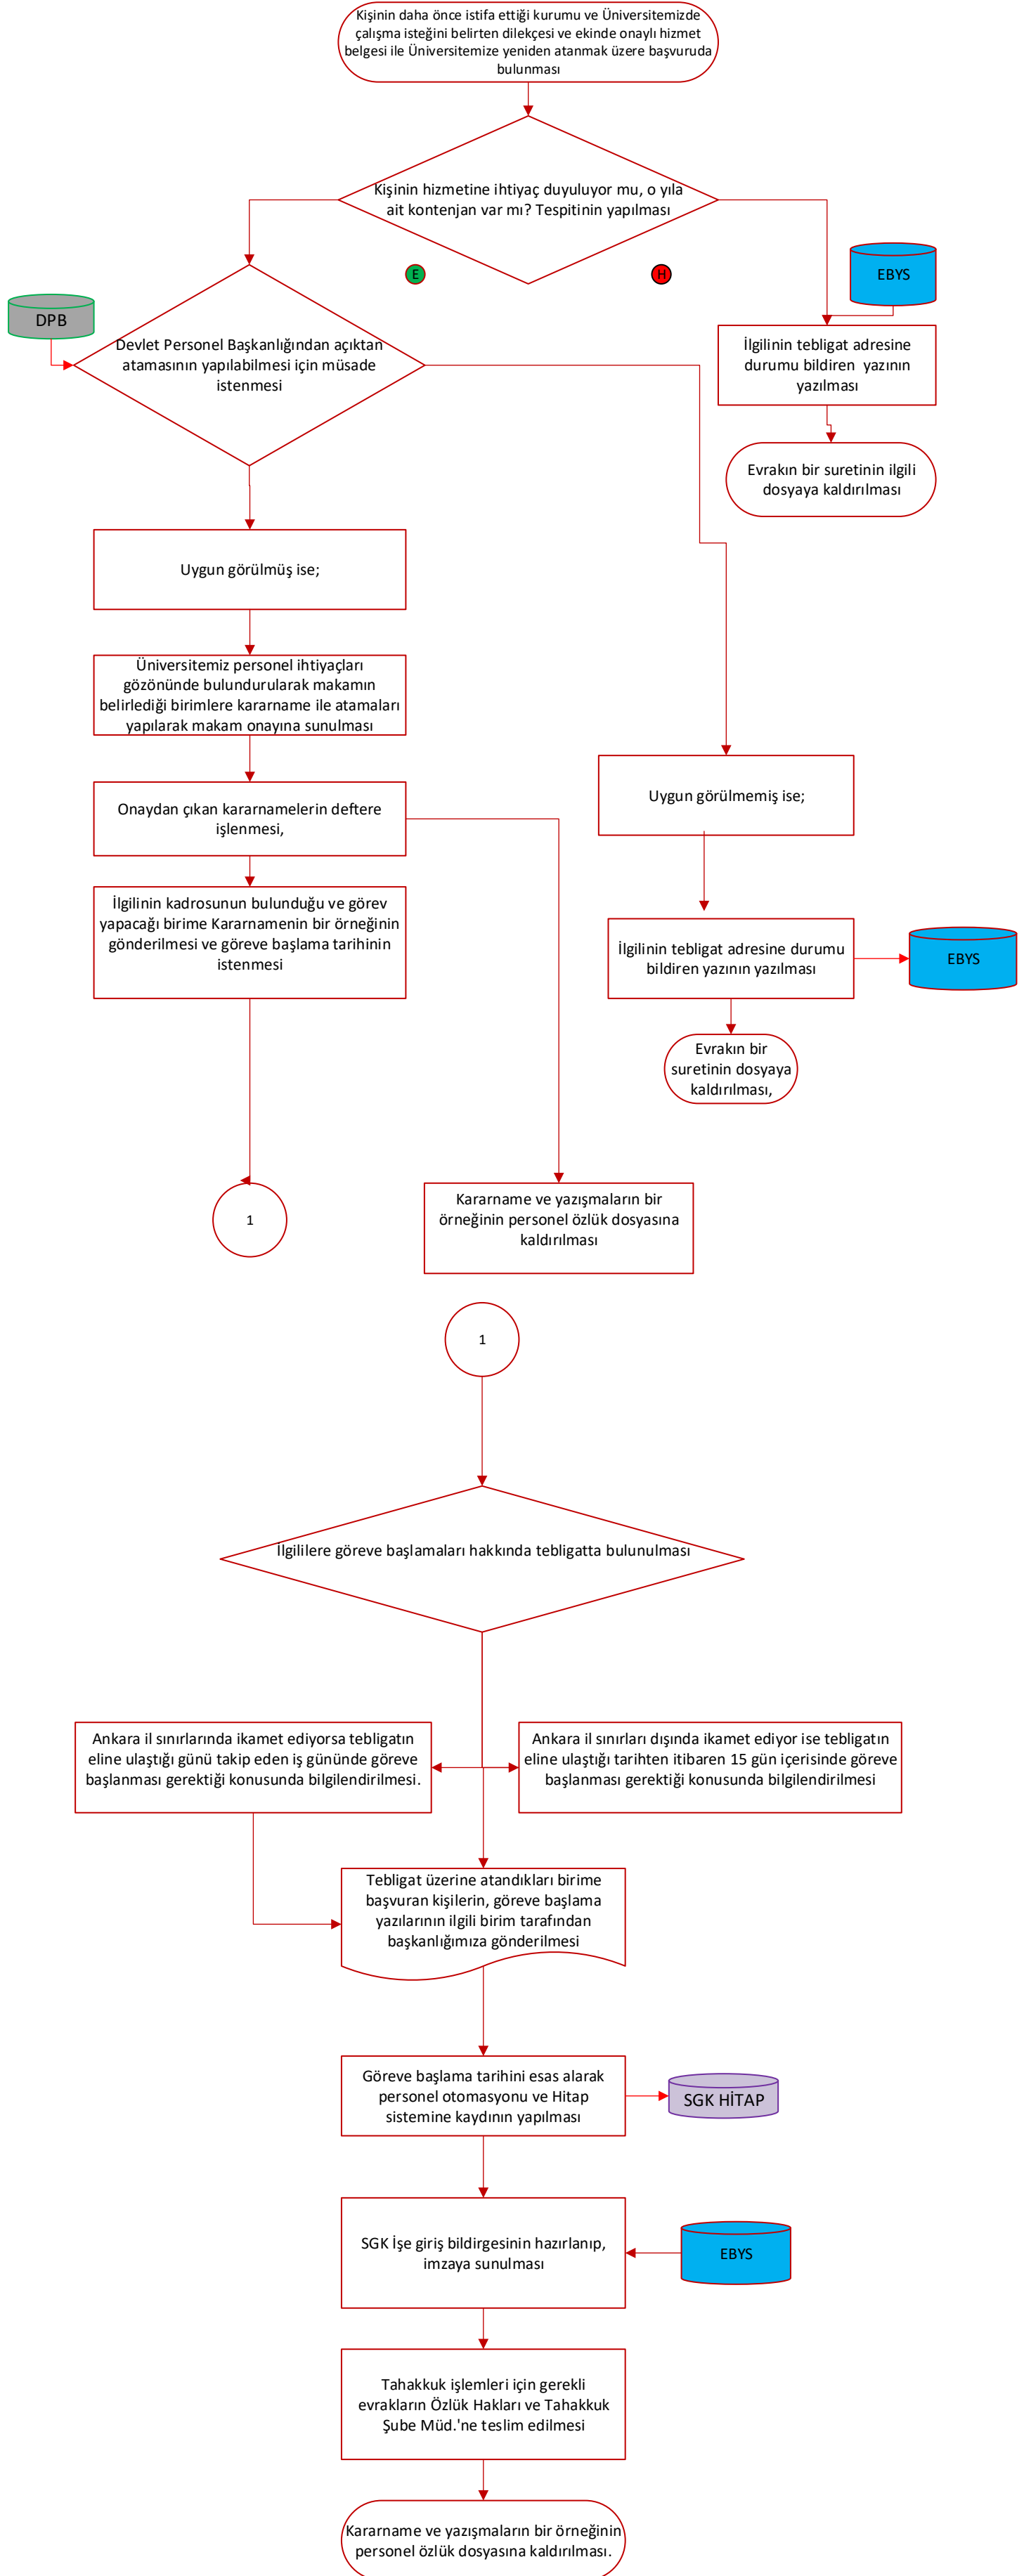 Kişinin daha önce istifa ettiği kurumu ve Üniversitemizde
çalışma isteğini belirten dilekçesi ve ekinde onaylı hizmet
belgesi ile Üniversitemize yeniden atanmak üzere başvuruda
bulunması
Kişinin hizmetine ihtiyaç duyuluyor mu, o yıla
ait kontenjan var mı? Tespitinin yapılması
E
H
EBYS
DPB
Devlet Personel Başkanlığından açıktan
atamasının yapılabilmesi için müsade
istenmesi
İlgilinin tebligat adresine
durumu bildiren yazının
yazılması
Evrakın bir suretinin ilgili
dosyaya kaldırılması
Uygun görülmüş ise;
Üniversitemiz personel ihtiyaçları
gözönünde bulundurularak makamın
belirlediği birimlere kararname ile atamaları
yapılarak makam onayına sunulması
Uygun görülmemiş ise;
Onaydan çıkan kararnamelerin deftere
işlenmesi,
İlgilinin kadrosunun bulunduğu ve görev
yapacağı birime Kararnamenin bir örneğinin
gönderilmesi ve göreve başlama tarihinin
istenmesi
İlgilinin tebligat adresine durumu
bildiren yazının yazılması
EBYS
Evrakın bir
suretinin dosyaya
kaldırılması,
1
Kararname ve yazışmaların bir
örneğinin personel özlük dosyasına
kaldırılması
1
İlgililere göreve başlamaları hakkında tebligatta bulunulması
Ankara il sınırlarında ikamet ediyorsa tebligatın
eline ulaştığı günü takip eden iş gününde göreve
başlanması gerektiği konusunda bilgilendirilmesi.
Ankara il sınırları dışında ikamet ediyor ise tebligatın
eline ulaştığı tarihten itibaren 15 gün içerisinde göreve
başlanması gerektiği konusunda bilgilendirilmesi
Tebligat üzerine atandıkları birime
başvuran kişilerin, göreve başlama
yazılarının ilgili birim tarafından
başkanlığımıza gönderilmesi
Göreve başlama tarihini esas alarak
personel otomasyonu ve Hitap
sistemine kaydının yapılması
SGK HİTAP
SGK İşe giriş bildirgesinin hazırlanıp,
imzaya sunulması
EBYS
Tahakkuk işlemleri için gerekli
evrakların Özlük Hakları ve Tahakkuk
Şube Müd.'ne teslim edilmesi
Kararname ve yazışmaların bir örneğinin
personel özlük dosyasına kaldırılması.